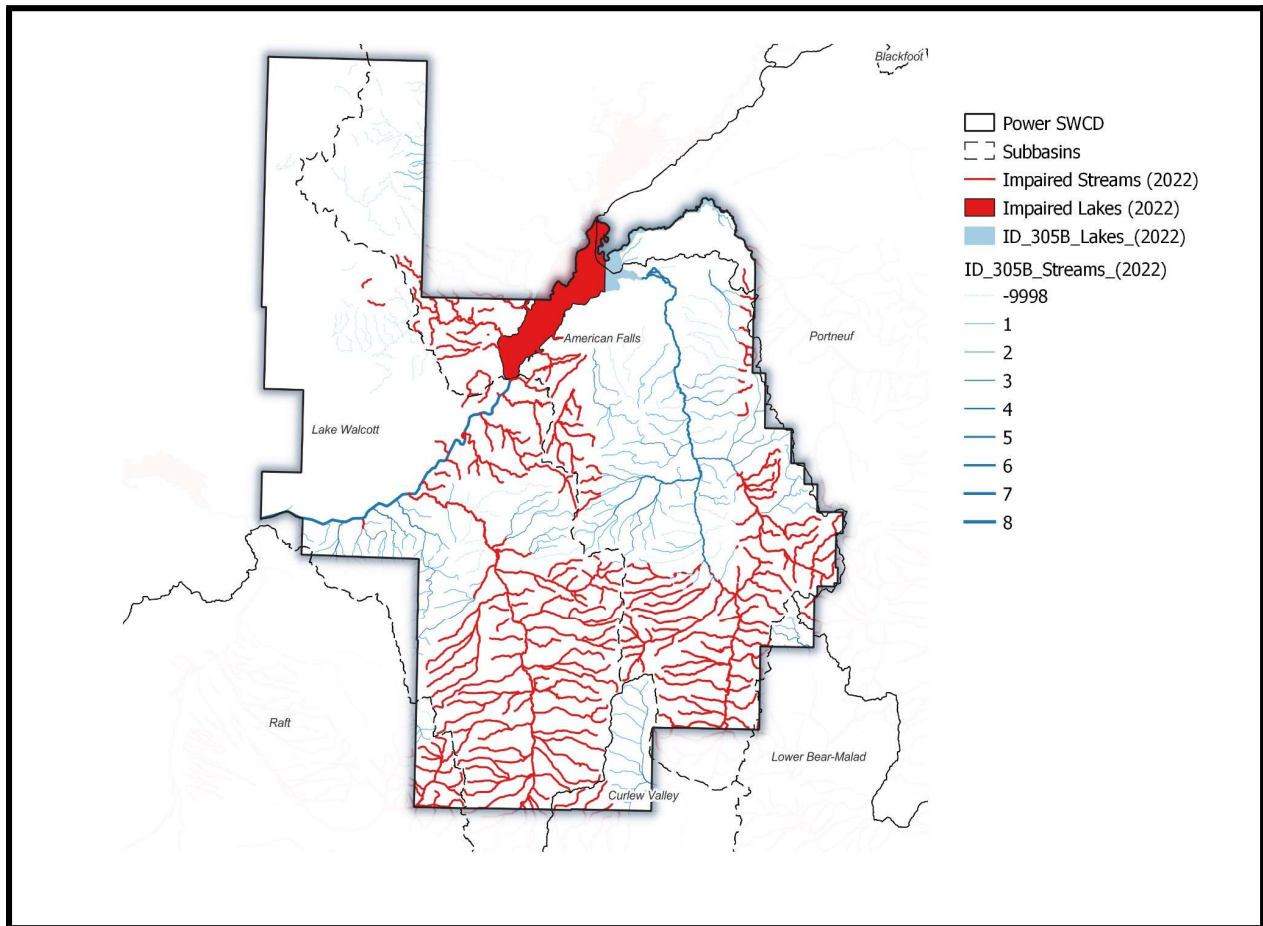 Blackfoot
American Falls
Portneuf
Lake Walcott
Raft
Lower Bear-Malad
Curlew Valley
Power SWCD
Subbasins
Impaired Streams (2022)
Impaired Lakes (2022)
ID_305B_Lakes_(2022)
ID_305B_Streams_(2022)
-9998
1
2
3
4
5
6
7
8